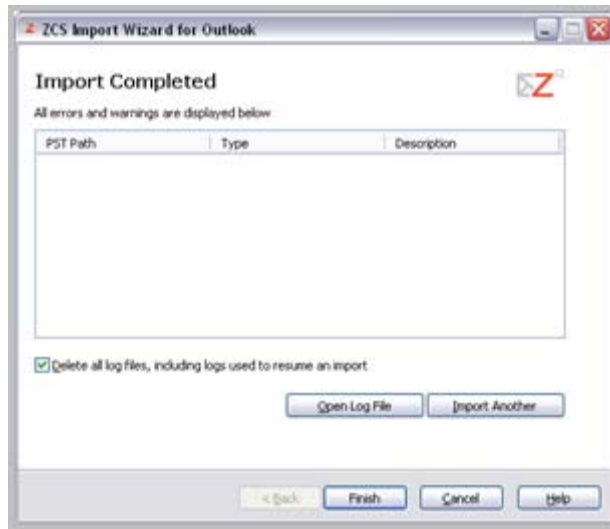 ZCS Import Wizard for Outlook
Import Completed
Z
All errors and warnings are displayed below
PST Path Type Description
Delete all log files, including logs used to resume an import
Open Log File Import Another
< Back Finish Cancel Help